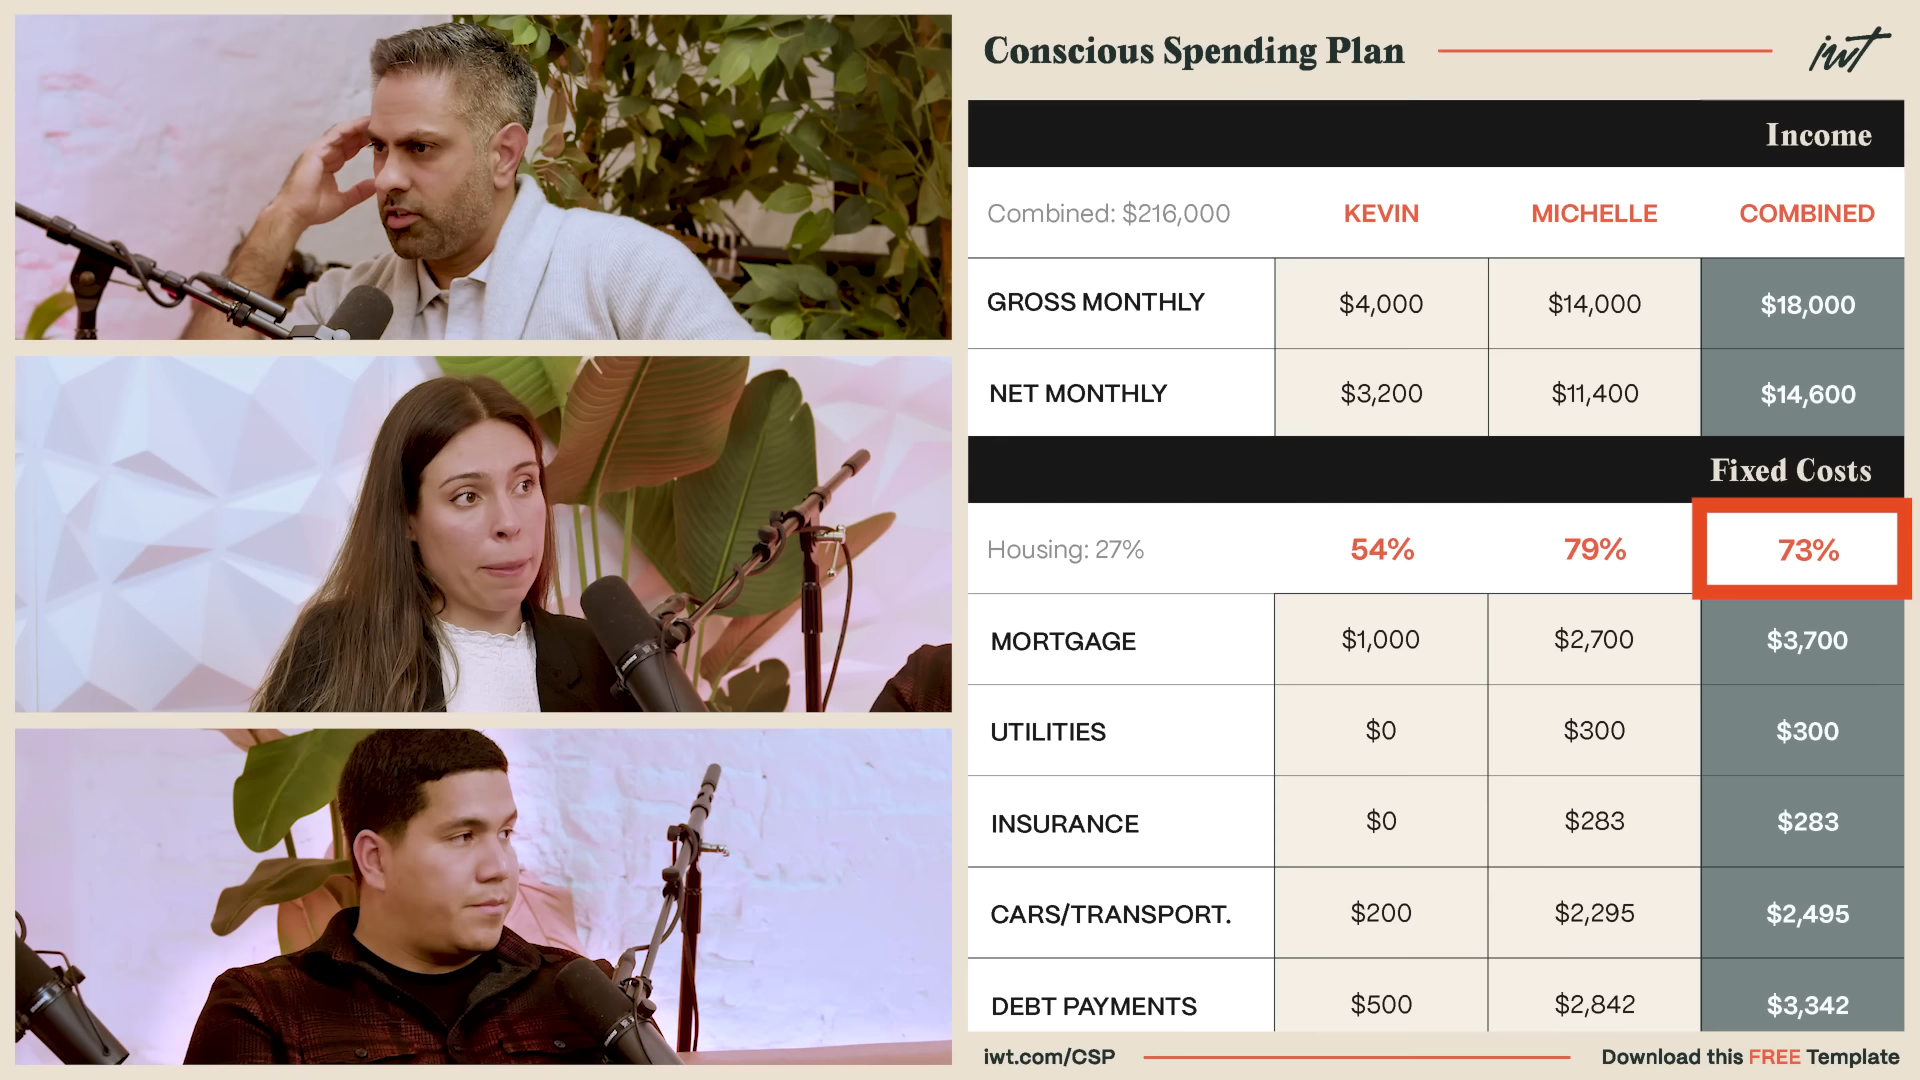 Conscious Spending Plan
iwt
Income
Combined: $216,000 KEVIN MICHELLE COMBINED
GROSS MONTHLY $4,000 $14,000 $18,000
NET MONTHLY $3,200 $11,400 $14,600
Fixed Costs
Housing: 27% 54% 79% 73%
MORTGAGE $1,000 $2,700 $3,700
UTILITIES $0 $300 $300
INSURANCE $0 $283 $283
CARS/TRANSPORT. $200 $2,295 $2,495
DEBT PAYMENTS $500 $2,842 $3,342
iwt.com/CSP Download this FREE Template